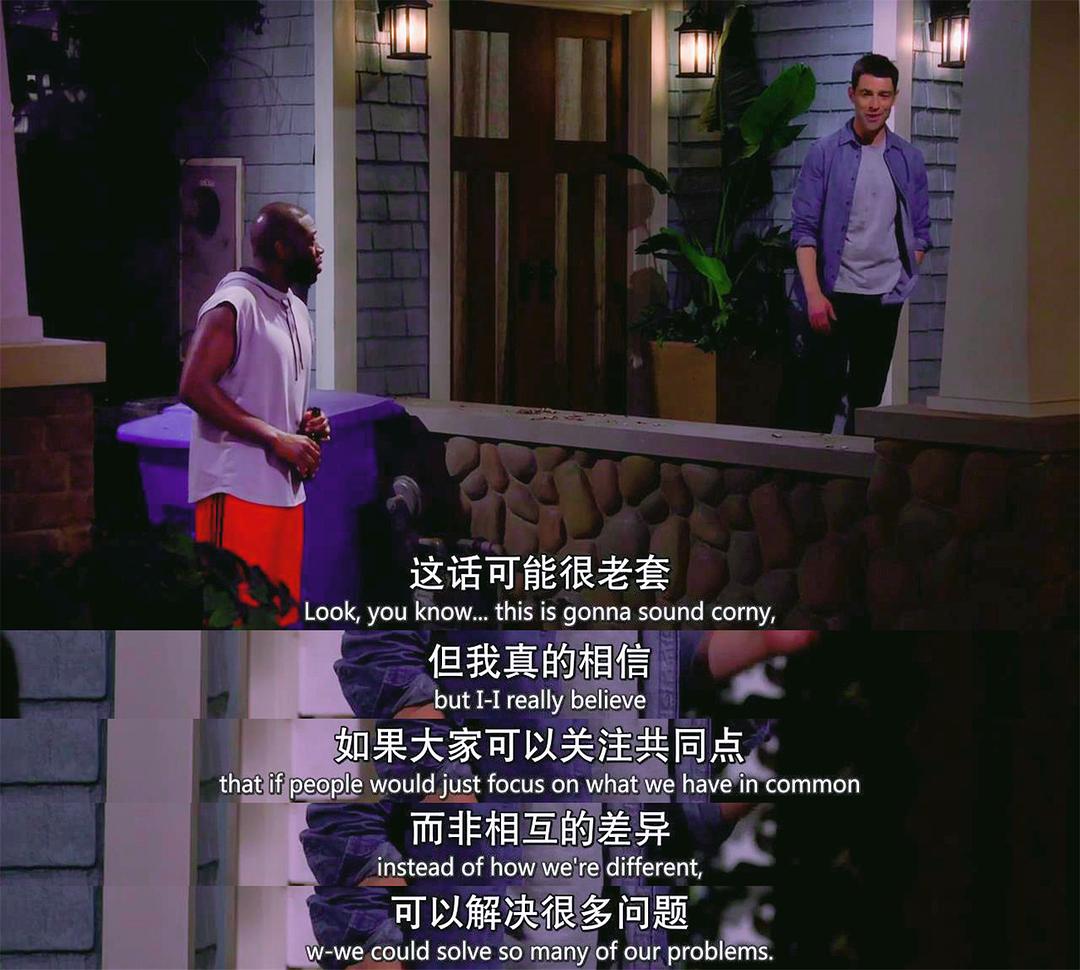 这话可能很老套
Look, you know... this is gonna sound corny,
但我真的相信
but I-I really believe
如果大家可以关注共同点
that if people would just focus on what we have in common
而非相互的差异
instead of how we're different,
可以解决很多问题
w-we could solve so many of our problems.